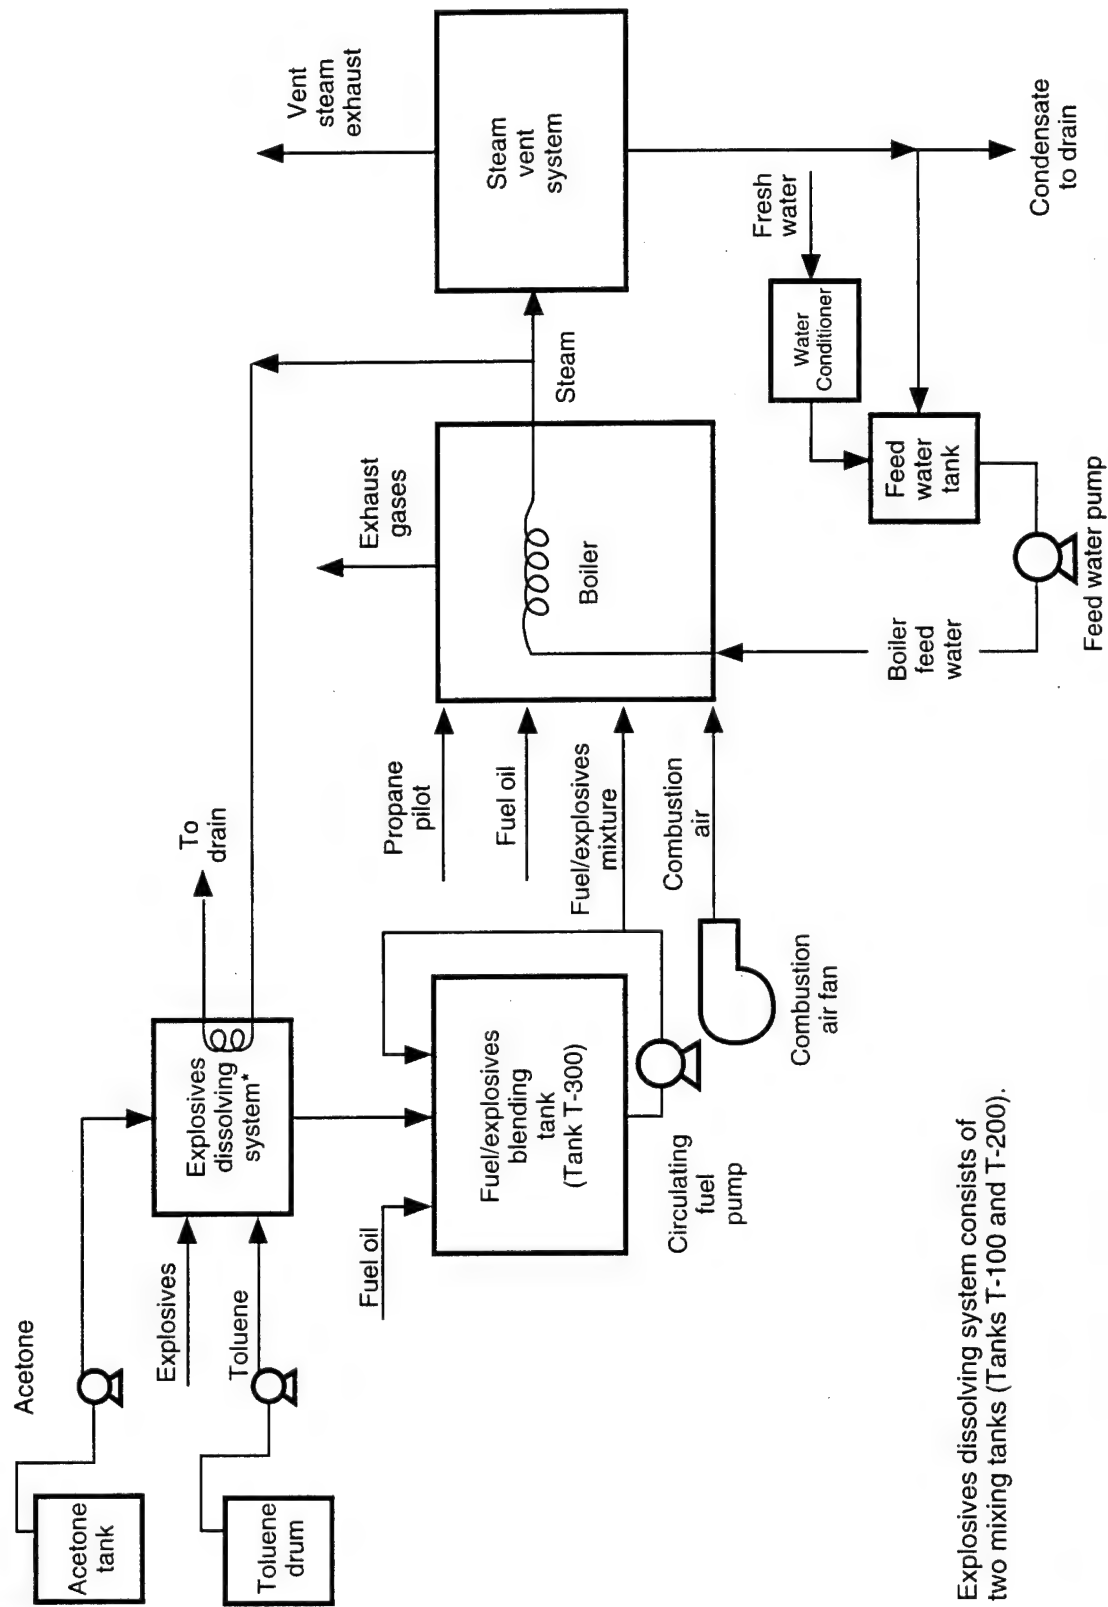 Acetone
tank
Acetone
Toluene
drum
Explosives
Toluene
Explosives
dissolving
system*
To
drain
Fuel oil
Fuel/explosives
blending
tank
(Tank T-300)
Circulating
fuel
pump
Combustion
air fan
Propane
pilot
Fuel oil
Fuel/explosives
mixture
Combustion
air
Exhaust
gases
Boiler
Boiler
feed
water
Feed water pump
Steam
Vent
steam
exhaust
Steam
vent
system
Fresh
water
Water
Conditioner
Feed
water
tank
Condensate
to drain
Explosives dissolving system consists of
two mixing tanks (Tanks T-100 and T-200).